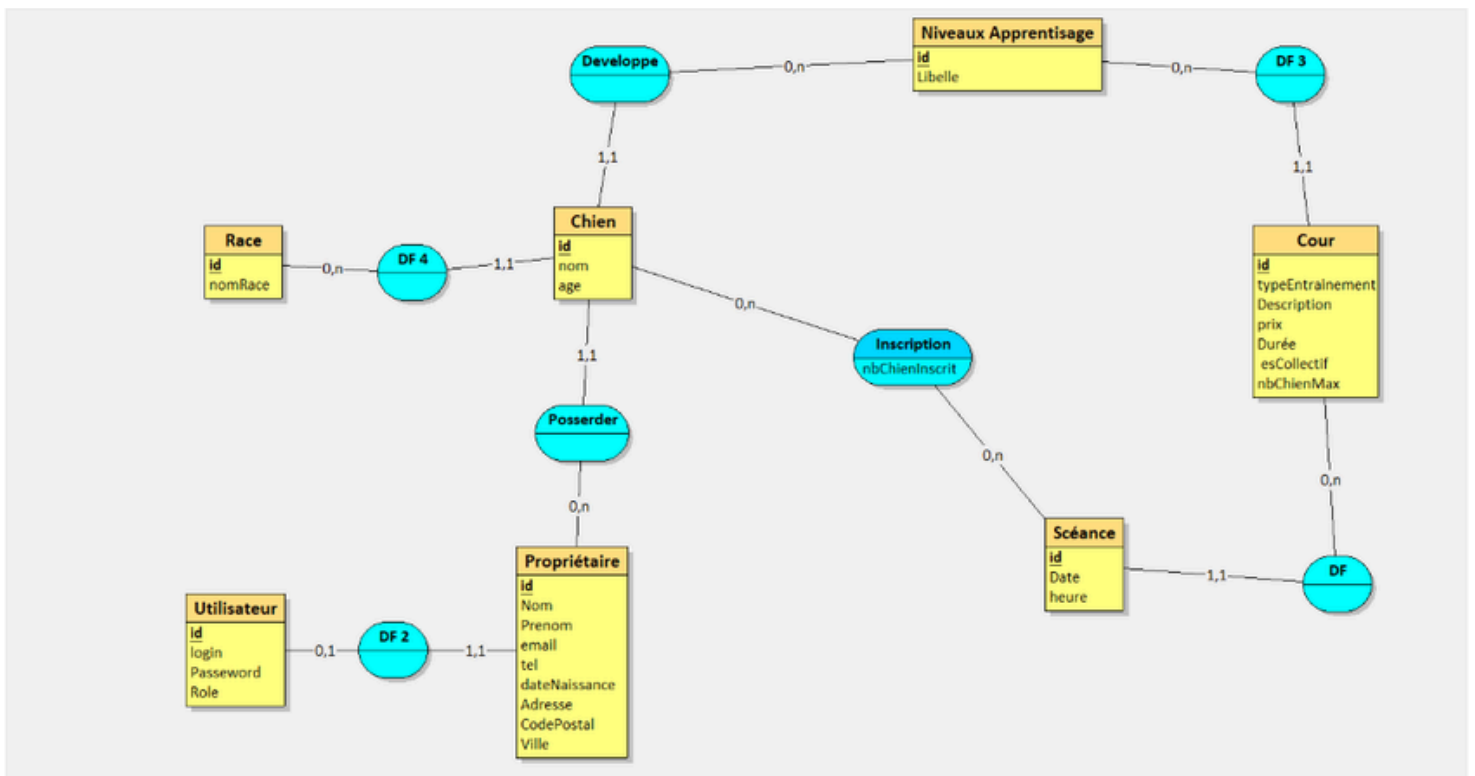 Niveaux Apprentisage
id
Libelle
Developpe
0,n
0,n
DF 3
1,1
1,1
Race
id
nomRace
0,n
DF 4
1,1
Chien
id
nom
age
0,n
Inscription
nbChienInscrit
Cour
id
typeEntraînement
Description
prix
Durée
esCollectif
nbChienMax
1,1
Posserder
0,n
0,n
0,n
Scéance
id
Date
heure
1,1
DF
Propriétaire
id
Nom
Prenom
email
tel
dateNaissance
Adresse
CodePostal
Ville
Utilisateur
id
login
Passeword
Role
0,1
DF 2
1,1